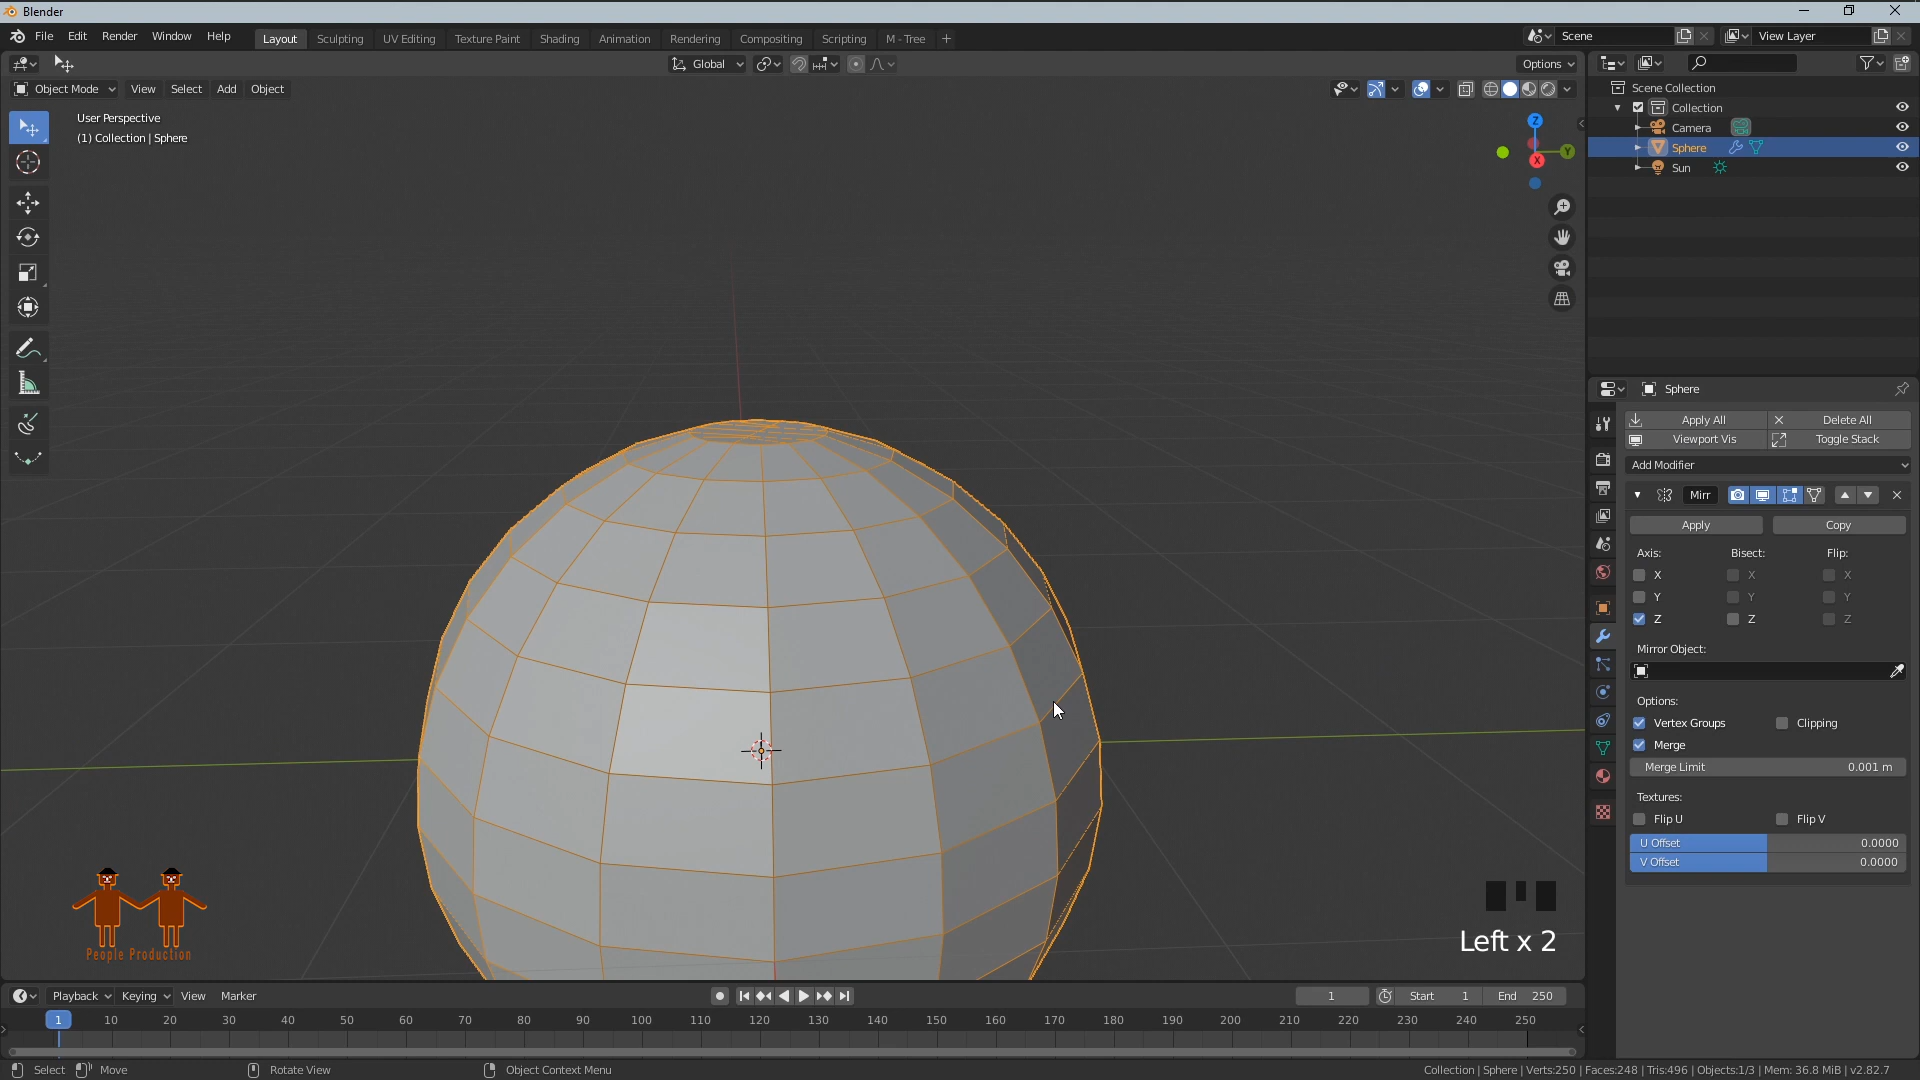 Blender
File Edit Render Window Help Layout Sculpting UV Editing Texture Paint Shading Animation Rendering Compositing Scripting M - Tree + Scene View Layer
Global Options
Object Mode View Select Add Object
User Perspective
(1) Collection | Sphere
Z
Y
X
Scene Collection
Collection
Camera
Sphere
Sun
Sphere
Apply All Delete All
Viewport Vis Toggle Stack
Add Modifier
Mirr
Apply Copy
Axis: Bisect: Flip:
X X X
Y Y Y
Z Z Z
Mirror Object:
Options:
Vertex Groups Clipping
Merge
Merge Limit 0.001 m
Textures:
Flip U Flip V
U Offset 0.0000
V Offset 0.0000
People Production
Left x 2
Playback Keying View Marker 1 Start 1 End 250
1 10 20 30 40 50 60 70 80 90 100 110 120 130 140 150 160 170 180 190 200 210 220 230 240 250
Select Move Rotate View Object Context Menu Collection | Sphere | Verts:250 | Faces:248 | Tris:496 | Objects:1/3 | Mem: 36.8 MiB | v2.82.7